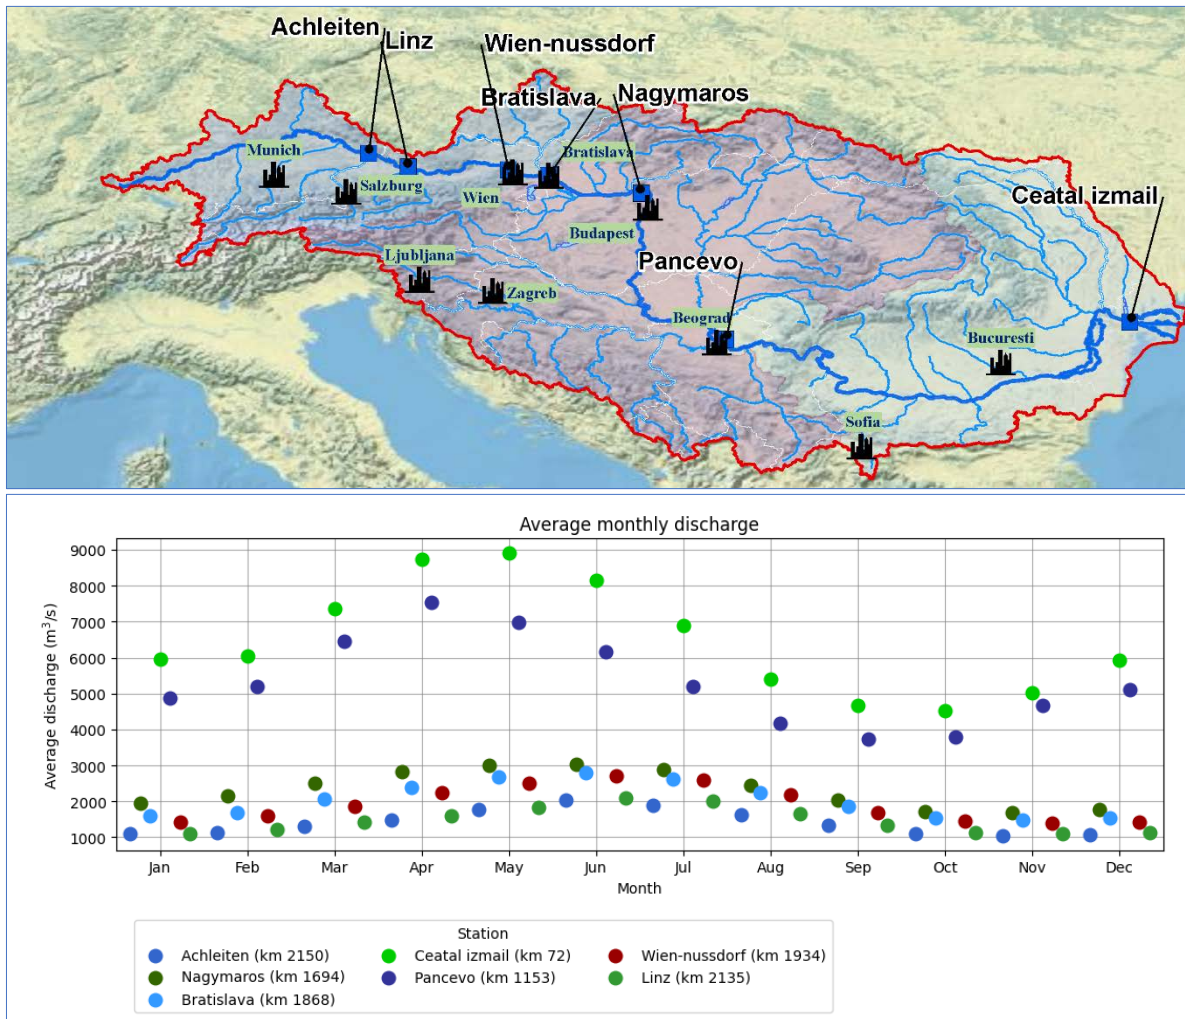 Achleiten
Linz
Wien-nussdorf
Bratislava
Nagymaros
Munich
Bratislava
Salzburg
Wien
Ceatal izmail
Budapest
Ljubljana
Pancevo
Zagreb
Beograd
Bucuresti
Sofia
Average monthly discharge
Average discharge (m³/s)
9000
8000
7000
6000
5000
4000
3000
2000
1000
Jan Feb Mar Apr May Jun Jul Aug Sep Oct Nov Dec
Month
Station
Achleiten (km 2150) Ceatal izmail (km 72) Wien-nussdorf (km 1934)
Nagymaros (km 1694) Pancevo (km 1153) Linz (km 2135)
Bratislava (km 1868)